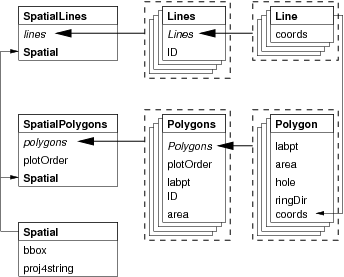 SpatialLines
lines
Spatial
Lines
Lines
ID
Line
coords
SpatialPolygons
polygons
plotOrder
Spatial
Polygons
Polygons
plotOrder
labpt
ID
area
Polygon
labpt
area
hole
ringDir
coords
Spatial
bbox
proj4string